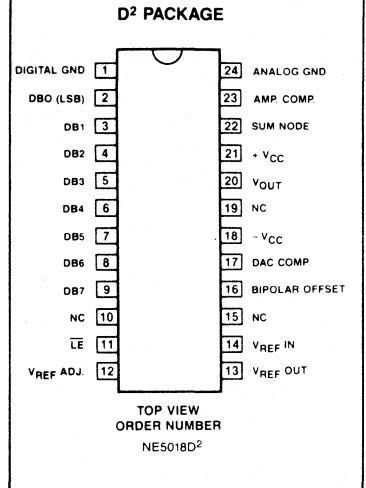 D² PACKAGE
DIGITAL GND 1 24 ANALOG GND
DBO (LSB) 2 23 AMP. COMP.
DB1 3 22 SUM NODE
DB2 4 21 + VCC
DB3 5 20 VOUT
DB4 6 19 NC
DB5 7 18 - VCC
DB6 8 17 DAC COMP.
DB7 9 16 BIPOLAR OFFSET
NC 10 15 NC
L̅E̅ 11 14 VREF IN
VREF ADJ. 12 13 VREF OUT
TOP VIEW
ORDER NUMBER
NE5018D²